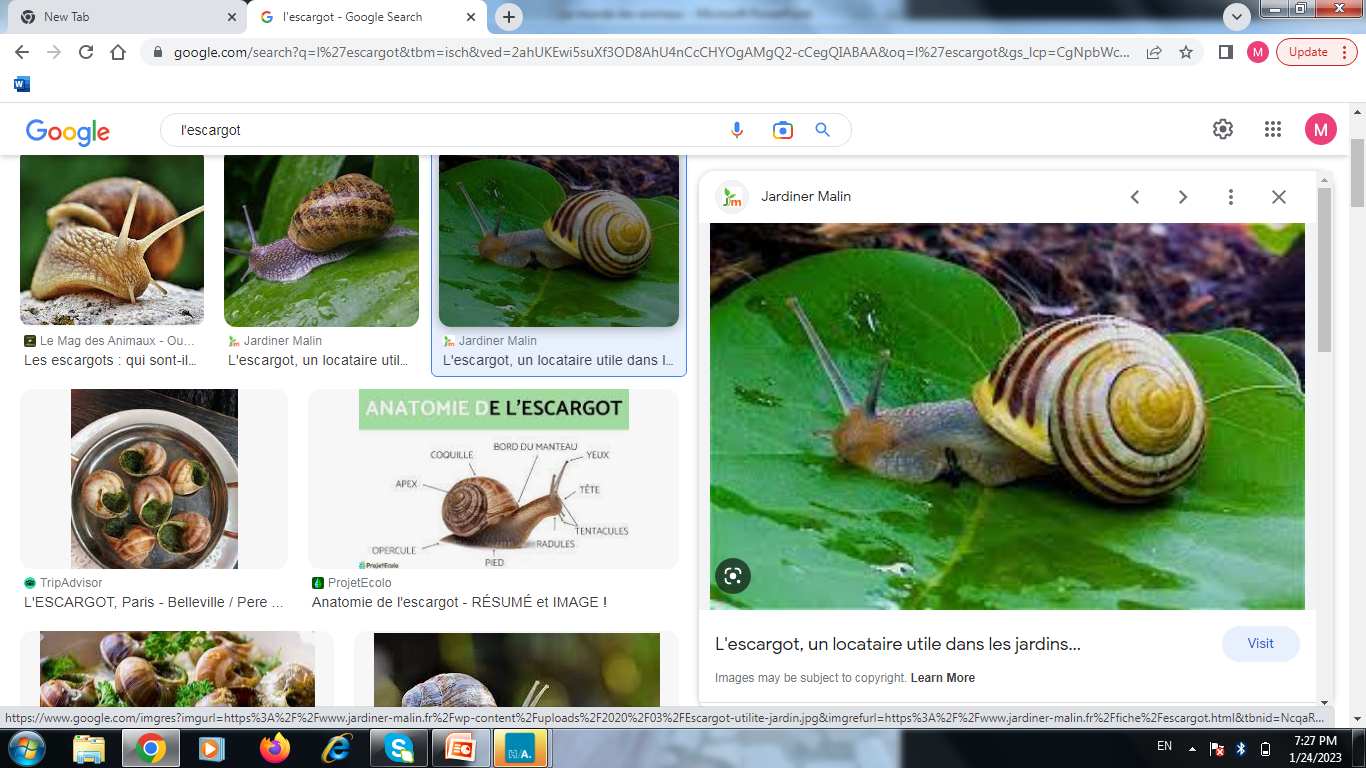 New Tab
l'escargot - Google Search
google.com/search?q=l%27escargot&tbm=isch&ved=2ahUKEwi5suXf3OD8AhU4nCcCHYOgAMgQ2-cCegQIABAA&oq=l%27escargot&gs_lcp=CgNpbWc...
M
Update
W
Google
l'escargot
M
Le Mag des Animaux - Ou...
Les escargots : qui sont-il...
Jardiner Malin
L'escargot, un locataire util...
Jardiner Malin
L'escargot, un locataire utile dans l...
TripAdvisor
L'ESCARGOT, Paris - Belleville / Pere ...
ANATOMIE DE L'ESCARGOT
BORD DU MANTEAU
COQUILLE
YEUX
APEX
TÊTE
TENTACULES
OPERCULE
RADULES
PIED
ProjetEcolo
ProjetEcolo
Anatomie de l'escargot - RÉSUMÉ et IMAGE !
Jm
Jardiner Malin
L'escargot, un locataire utile dans les jardins...
Visit
Images may be subject to copyright. Learn More
https://www.google.com/imgres?imgurl=https%3A%2F%2Fwww.jardiner-malin.fr%2Fwp-content%2Fuploads%2F2020%2F03%2FEscargot-utilite-jardin.jpg&imgrefurl=https%3A%2F%2Fwww.jardiner-malin.fr%2Ffiche%2Fescargot.html&tbnid=NcqaR...
H/A.
EN
7:27 PM
1/24/2023